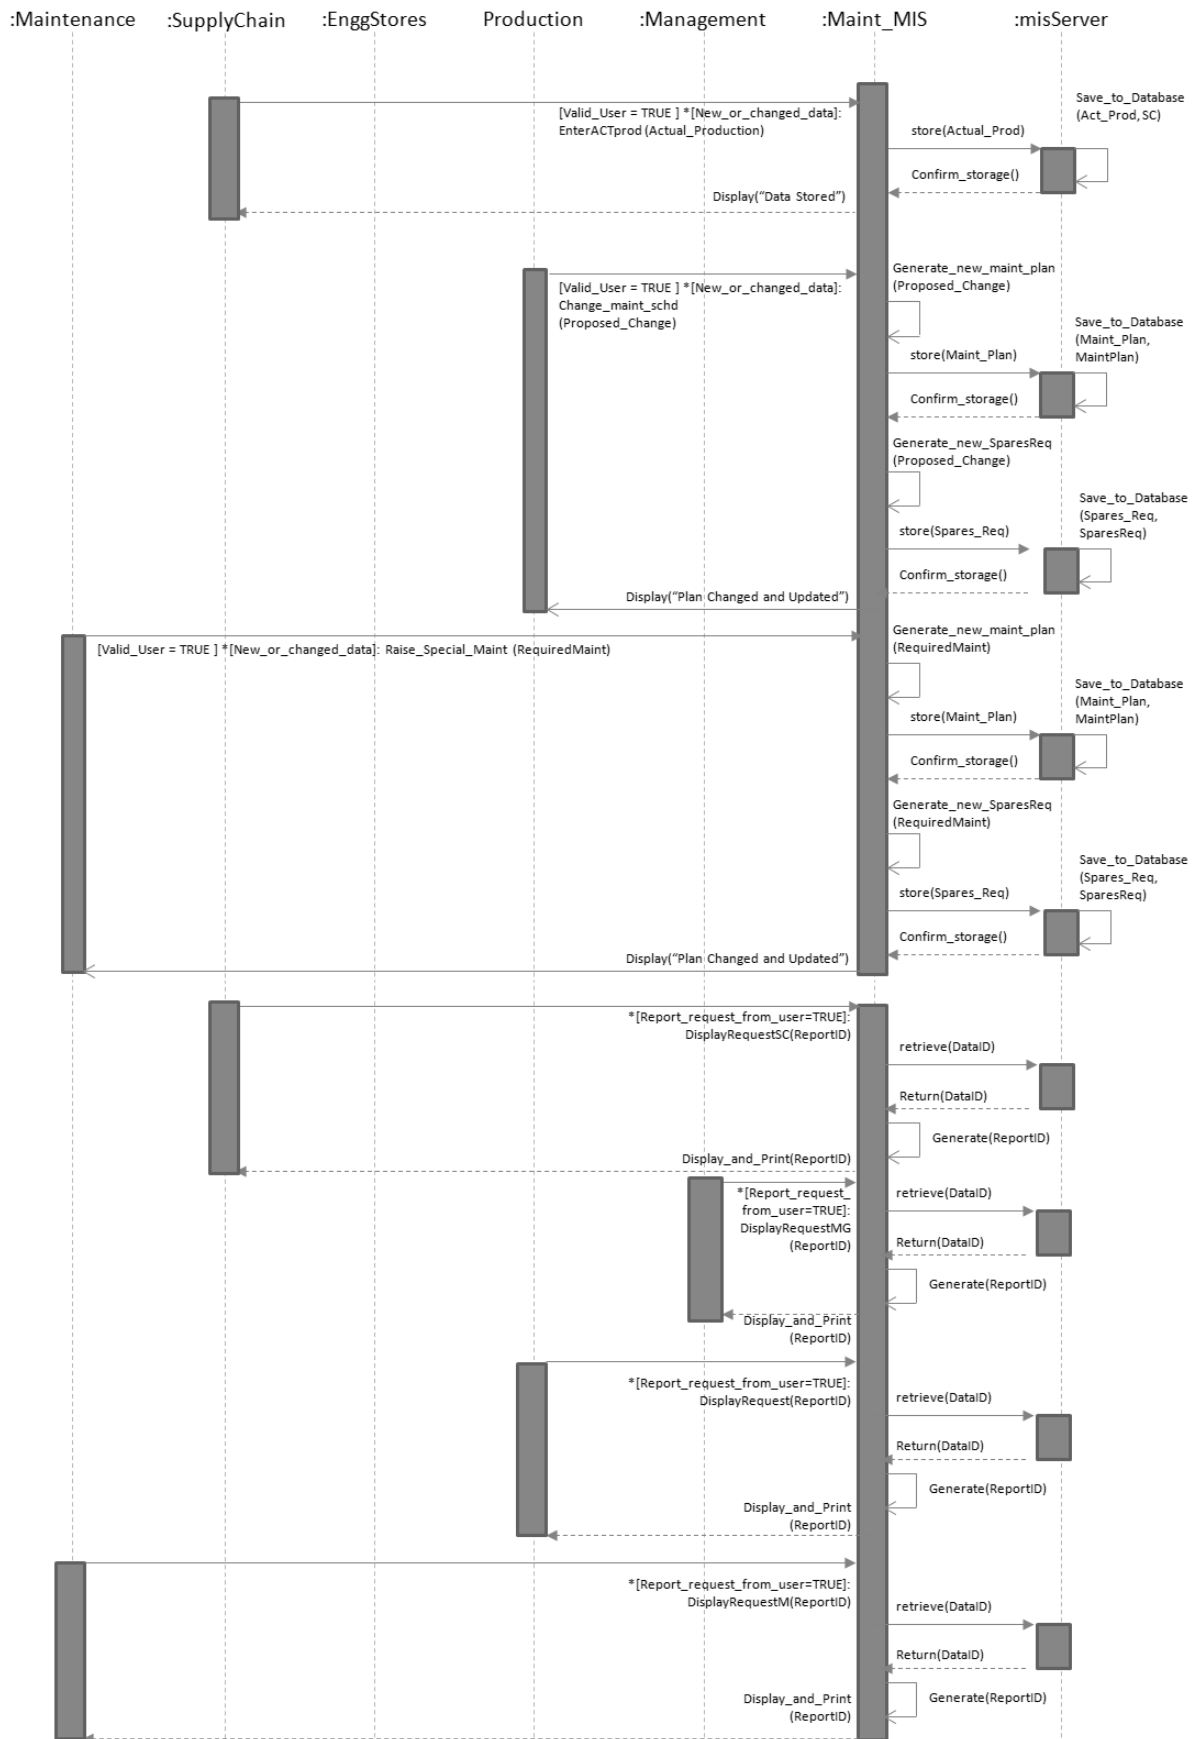 :Maintenance :SupplyChain :EnggStores Production :Management :Maint_MIS :misServer
Save_to_Database
(Act_Prod, SC)
[Valid_User = TRUE ] *[New_or_changed_data]:
EnterACTprod (Actual_Production)
store(Actual_Prod)
Confirm_storage()
Display(“Data Stored”)
Generate_new_maint_plan
(Proposed_Change)
[Valid_User = TRUE ] *[New_or_changed_data]:
Change_maint_schd
(Proposed_Change)
Save_to_Database
(Maint_Plan,
MaintPlan)
store(Maint_Plan)
Confirm_storage()
Generate_new_SparesReq
(Proposed_Change)
Save_to_Database
(Spares_Req,
SparesReq)
store(Spares_Req)
Confirm_storage()
Display(“Plan Changed and Updated”)
Generate_new_maint_plan
(RequiredMaint)
[Valid_User = TRUE ] *[New_or_changed_data]: Raise_Special_Maint (RequiredMaint)
Save_to_Database
(Maint_Plan,
MaintPlan)
store(Maint_Plan)
Confirm_storage()
Generate_new_SparesReq
(RequiredMaint)
Save_to_Database
(Spares_Req,
SparesReq)
store(Spares_Req)
Confirm_storage()
Display(“Plan Changed and Updated”)
*[Report_request_from_user=TRUE]:
DisplayRequestSC(ReportID)
retrieve(DataID)
Return(DataID)
Generate(ReportID)
Display_and_Print(ReportID)
*[Report_request_
from_user=TRUE]:
DisplayRequestMG
(ReportID)
retrieve(DataID)
Return(DataID)
Generate(ReportID)
Display_and_Print
(ReportID)
*[Report_request_from_user=TRUE]:
DisplayRequest(ReportID)
retrieve(DataID)
Return(DataID)
Generate(ReportID)
Display_and_Print
(ReportID)
*[Report_request_from_user=TRUE]:
DisplayRequestM(ReportID)
retrieve(DataID)
Return(DataID)
Generate(ReportID)
Display_and_Print
(ReportID)